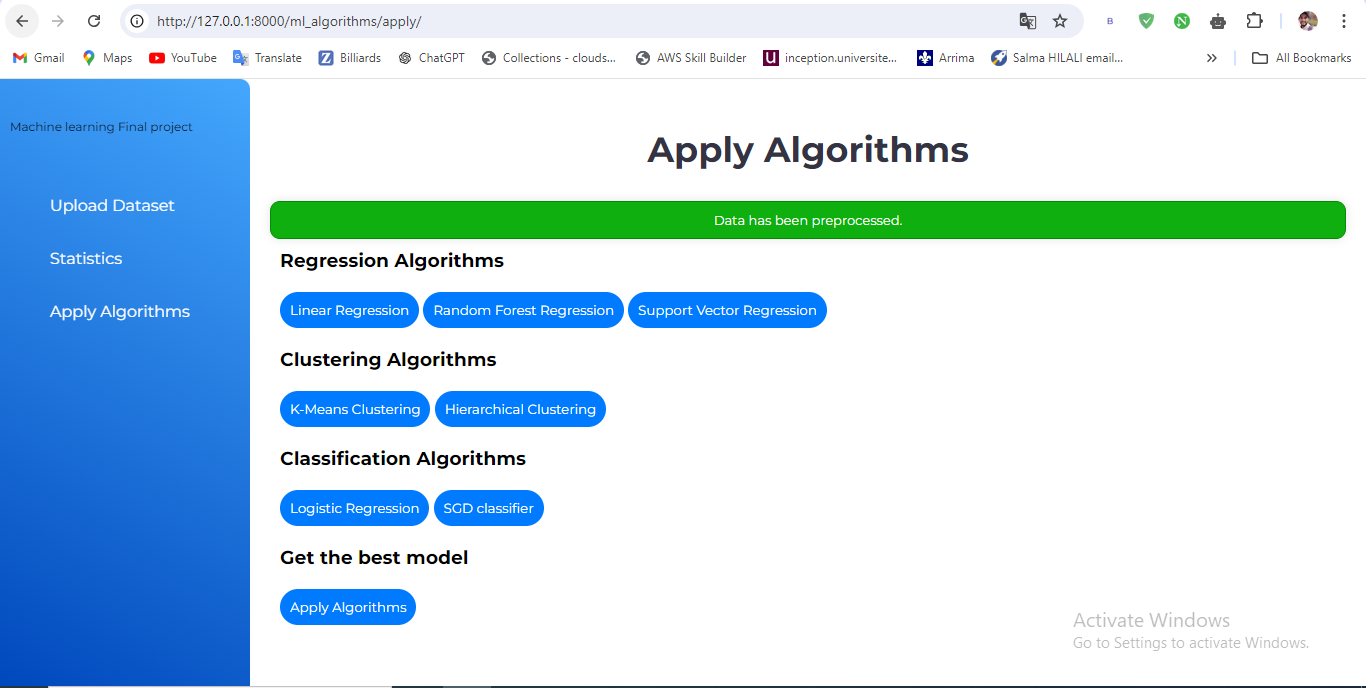 http://127.0.0.1:8000/ml_algorithms/apply/
B
N
Gmail Maps YouTube Translate Billiards ChatGPT Collections - clouds... AWS Skill Builder inception.universite... Arrima Salma HILALI email... All Bookmarks
Machine learning Final project
Upload Dataset
Statistics
Apply Algorithms
Apply Algorithms
Data has been preprocessed.
Regression Algorithms
Linear Regression Random Forest Regression Support Vector Regression
Clustering Algorithms
K-Means Clustering Hierarchical Clustering
Classification Algorithms
Logistic Regression SGD classifier
Get the best model
Apply Algorithms
Activate Windows
Go to Settings to activate Windows.